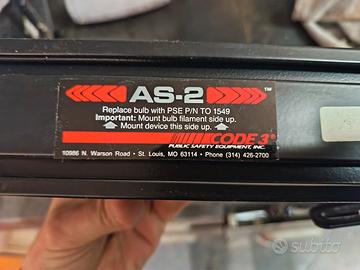 AS-2 ™
Replace bulb with PSE P/N TO 1549
Important: Mount bulb filament side up.
Mount device this side up.
CODE 3®
PUBLIC SAFETY EQUIPMENT, INC.
10986 N. Warson Road • St. Louis, MO 63114 • Phone (314) 426-2700
subito